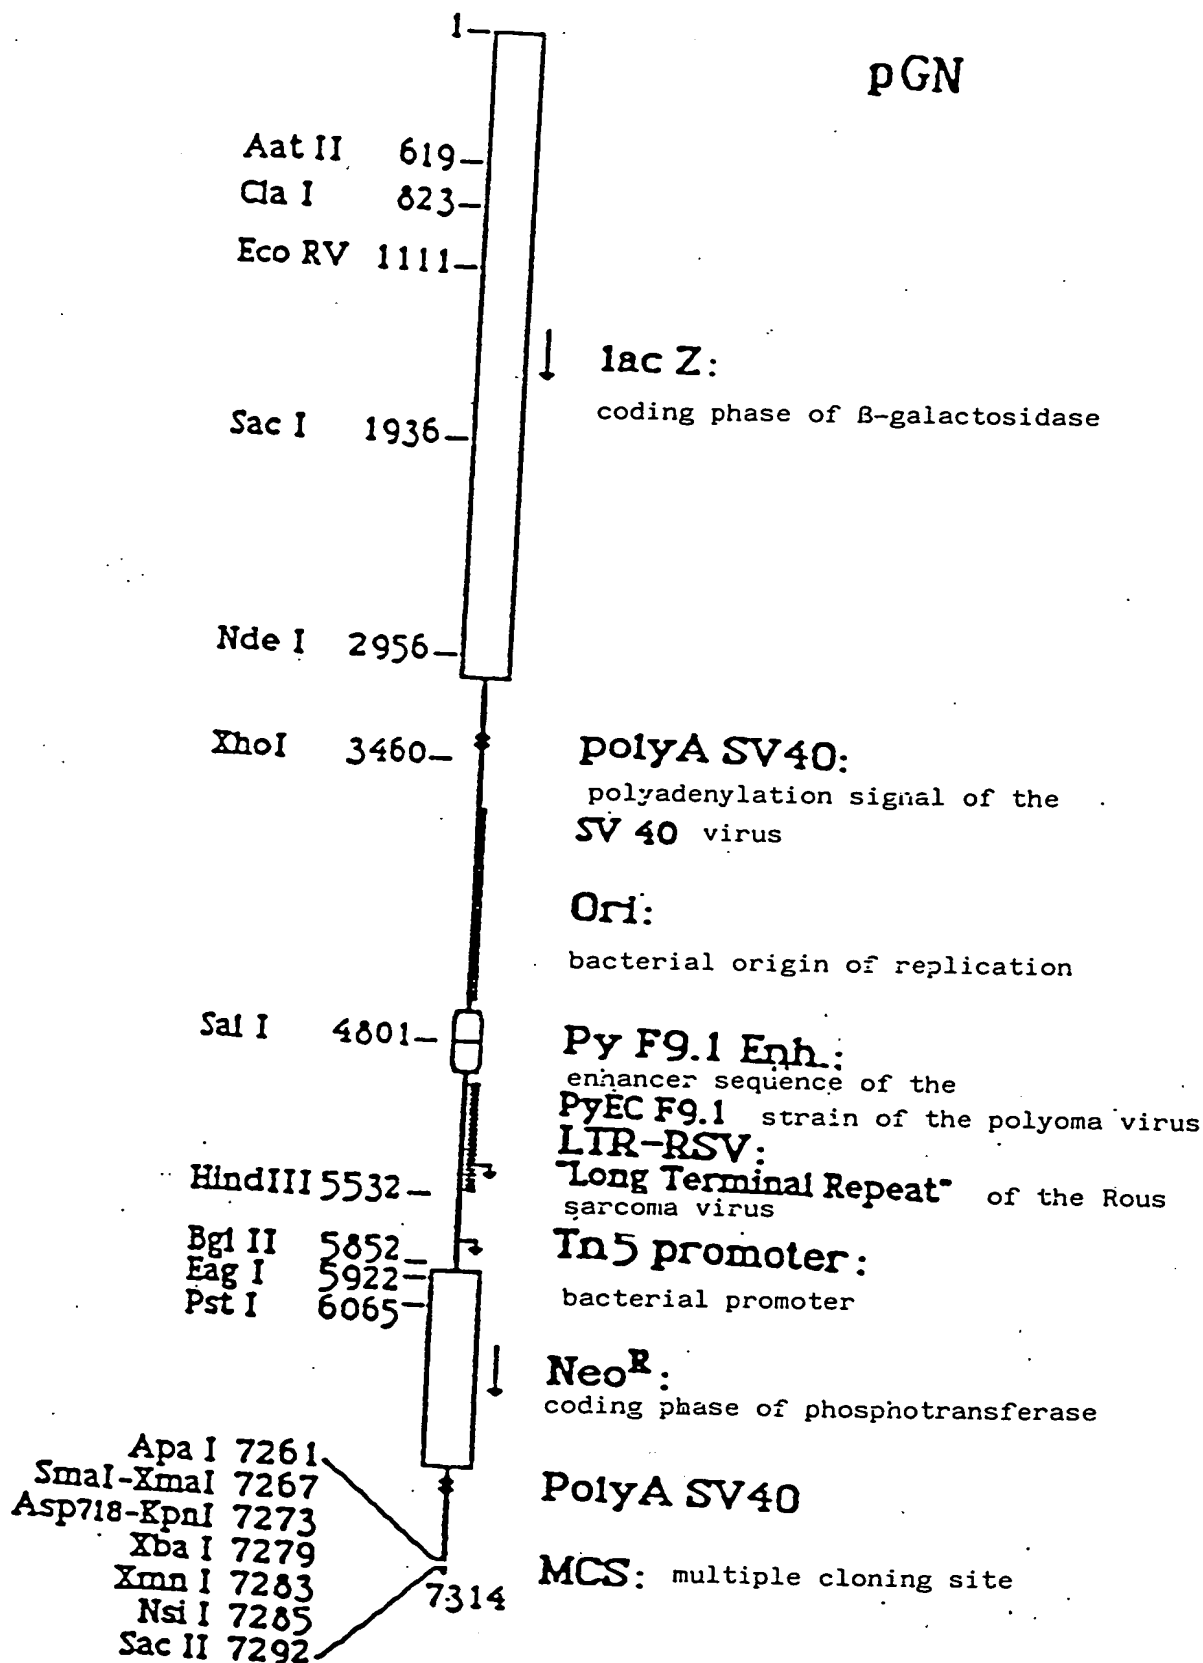 1
pGN
Aat II 619
Cla I 823
Eco RV 1111
lac Z:
coding phase of ß-galactosidase
Sac I 1936
Nde I 2956
XhoI 3460
polyA SV40:
polyadenylation signal of the
SV 40 virus
Ori:
bacterial origin of replication
Sal I 4801
Py F9.1 Enh.:
enhancer sequence of the
PyEC F9.1 strain of the polyoma virus
LTR-RSV:
"Long Terminal Repeat" of the Rous
sarcoma virus
HindIII 5532
Bgl II 5852
Eag I 5922
Pst I 6065
Tn5 promoter:
bacterial promoter
Neo^R:
coding phase of phosphotransferase
Apa I 7261
SmaI-XmaI 7267
Asp718-KpnI 7273
Xba I 7279
Xmn I 7283
Nsi I 7285
Sac II 7292
PolyA SV40
7314
MCS: multiple cloning site